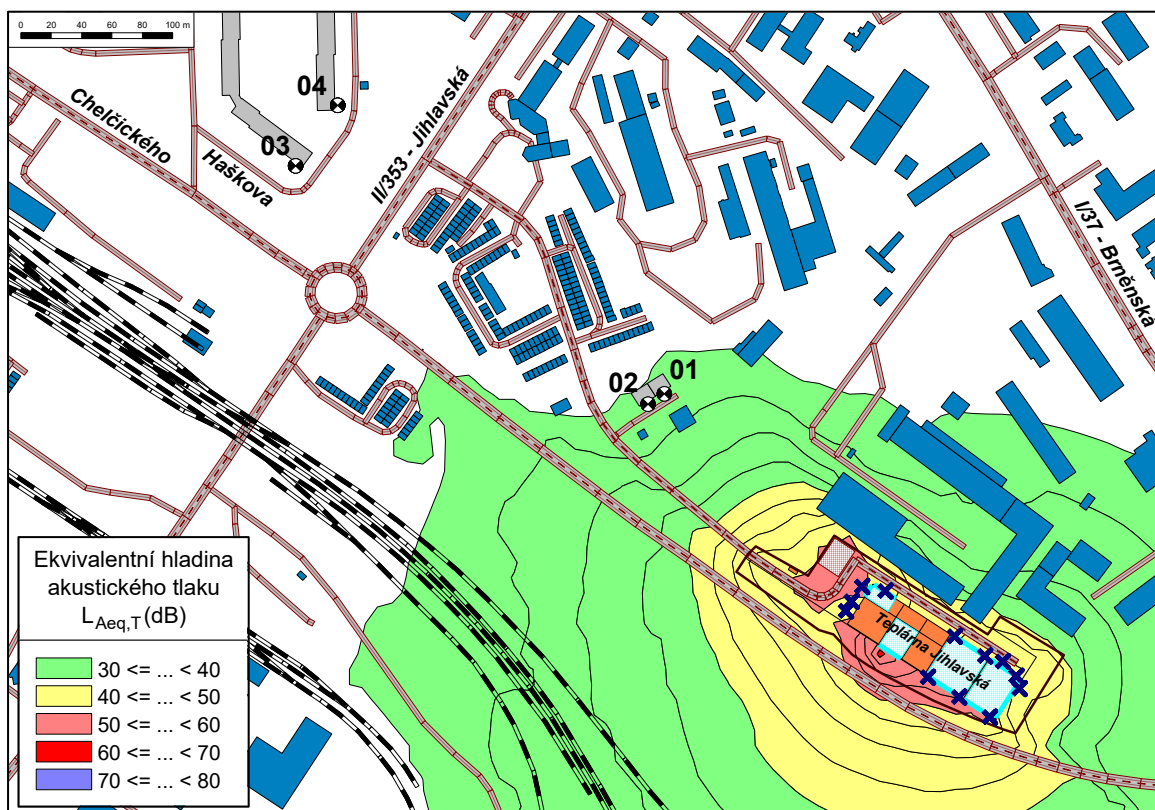 0 20 40 60 80 100 m
04
03
Chelčického
Haškova
II/353 - Jihlavská
I/37 - Brněnská
02
01
Teplárna Jihlavská
Ekvivalentní hladina
akustického tlaku
LAeq,T(dB)
30 <= ... < 40
40 <= ... < 50
50 <= ... < 60
60 <= ... < 70
70 <= ... < 80